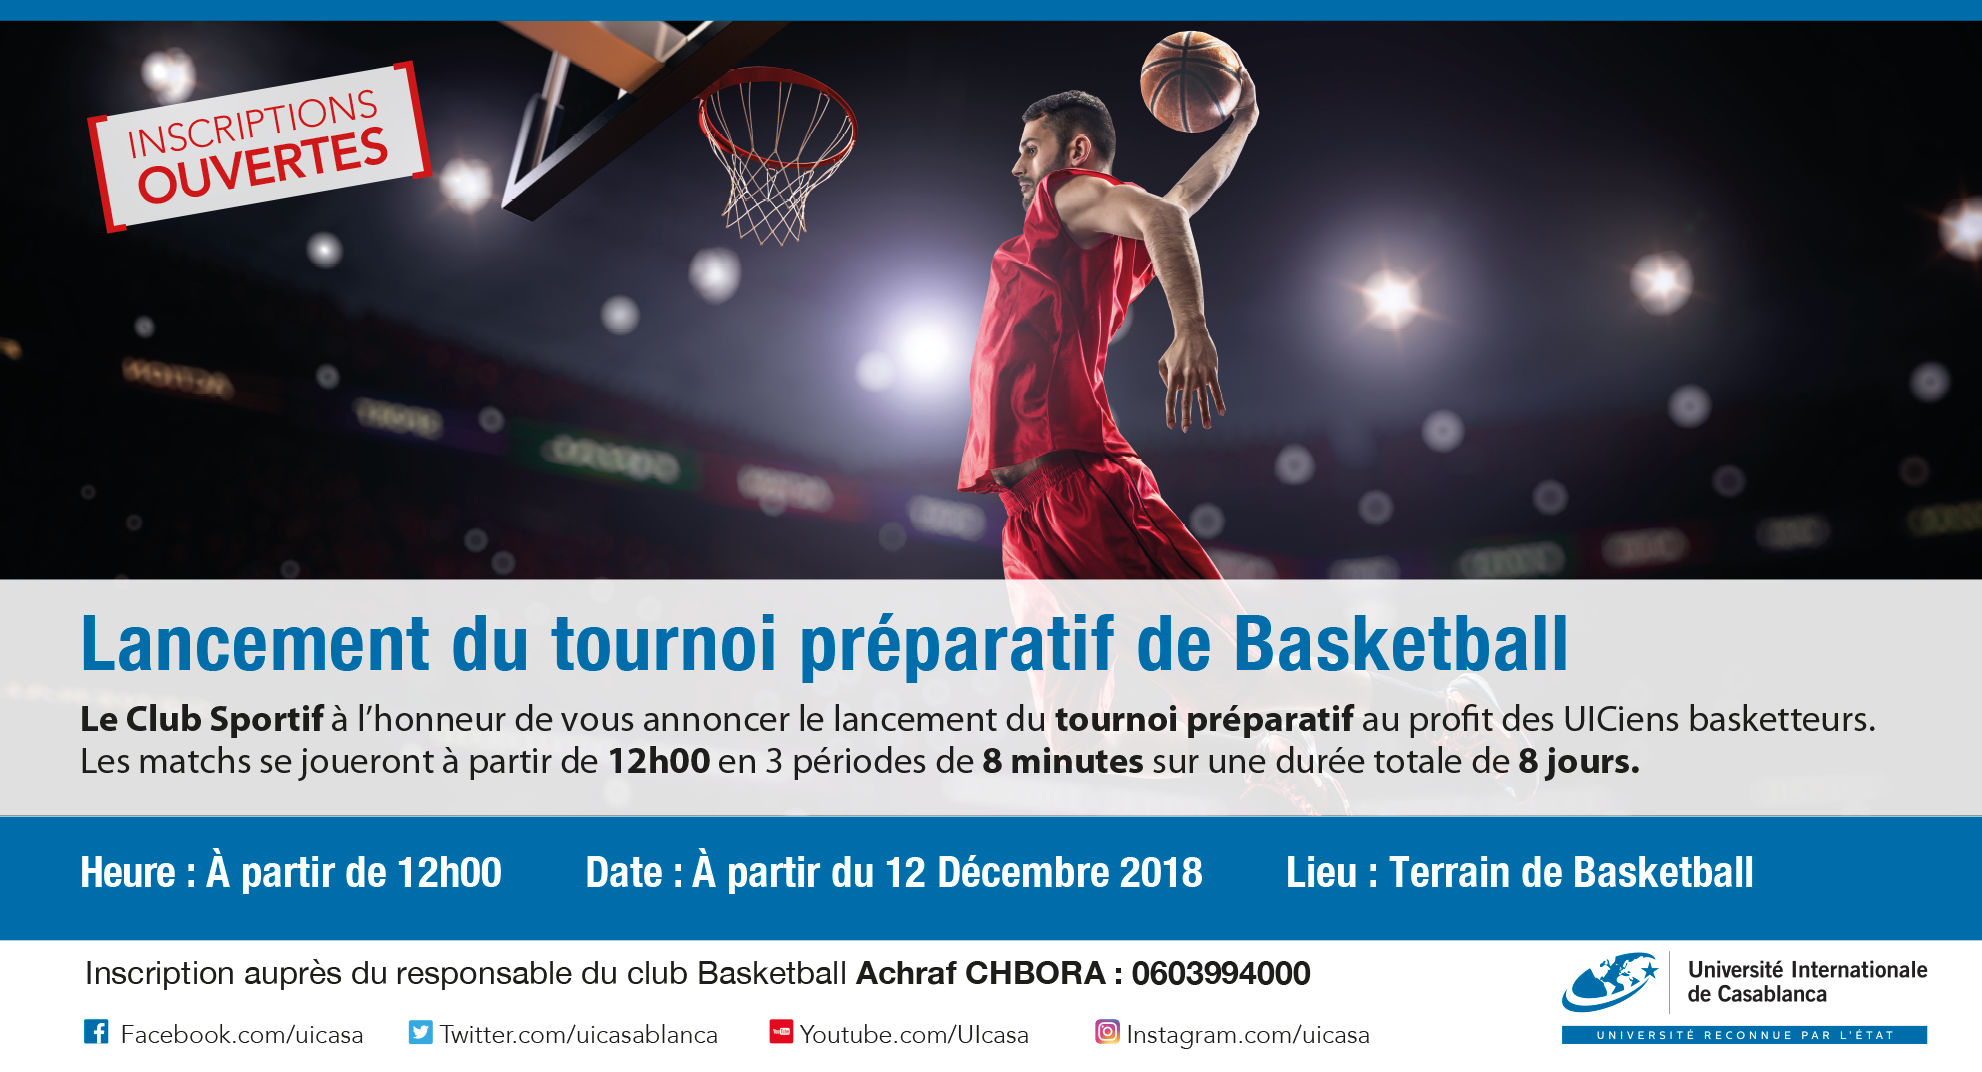 INSCRIPTIONS
OUVERTES
Lancement du tournoi préparatif de Basketball
Le Club Sportif à l’honneur de vous annoncer le lancement du tournoi préparatif au profit des UICiens basketteurs.
Les matchs se joueront à partir de 12h00 en 3 périodes de 8 minutes sur une durée totale de 8 jours.
Heure : À partir de 12h00 Date : À partir du 12 Décembre 2018 Lieu : Terrain de Basketball
Inscription auprès du responsable du club Basketball Achraf CHBORA : 0603994000
Facebook.com/uicasa Twitter.com/uicasablanca Youtube.com/UIcasa Instagram.com/uicasa
Université Internationale
de Casablanca
UNIVERSITÉ RECONNUE PAR L’ÉTAT